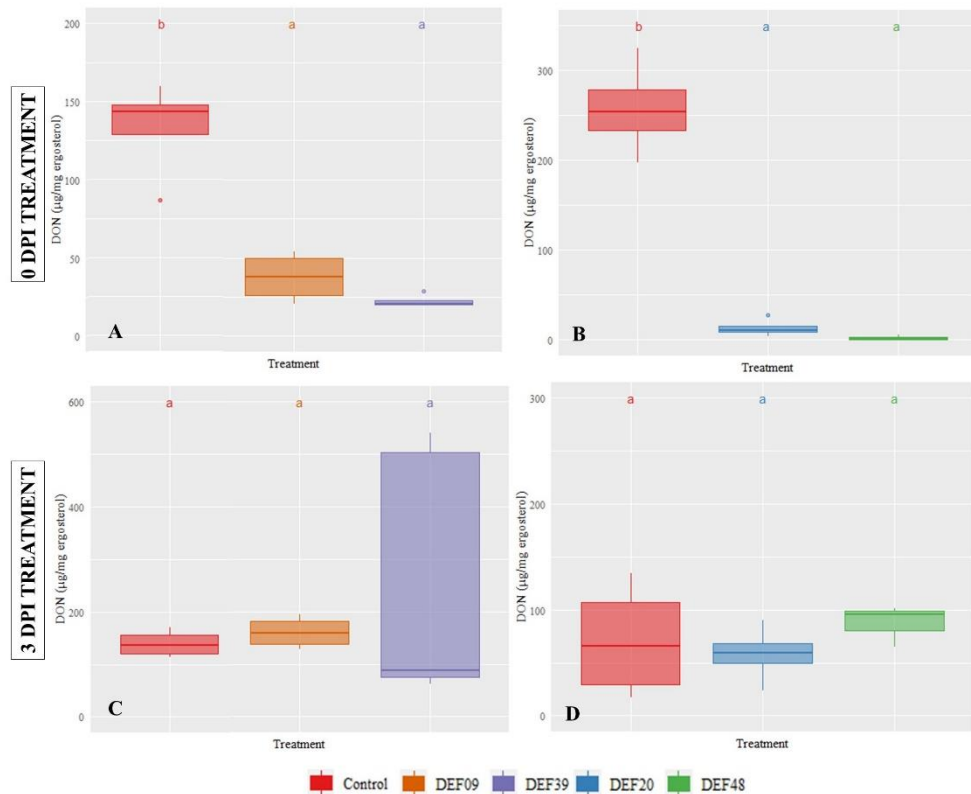 0 DPI TREATMENT
DON (µg/mg ergosterol)
200
150
100
50
0
b a a
A
Treatment
DON (µg/mg ergosterol)
300
200
100
0
b a a
B
Treatment
3 DPI TREATMENT
DON (µg/mg ergosterol)
600
400
200
0
a a a
C
Treatment
DON (µg/mg ergosterol)
300
200
100
0
a a a
D
Treatment
Control DEF09 DEF39 DEF20 DEF48